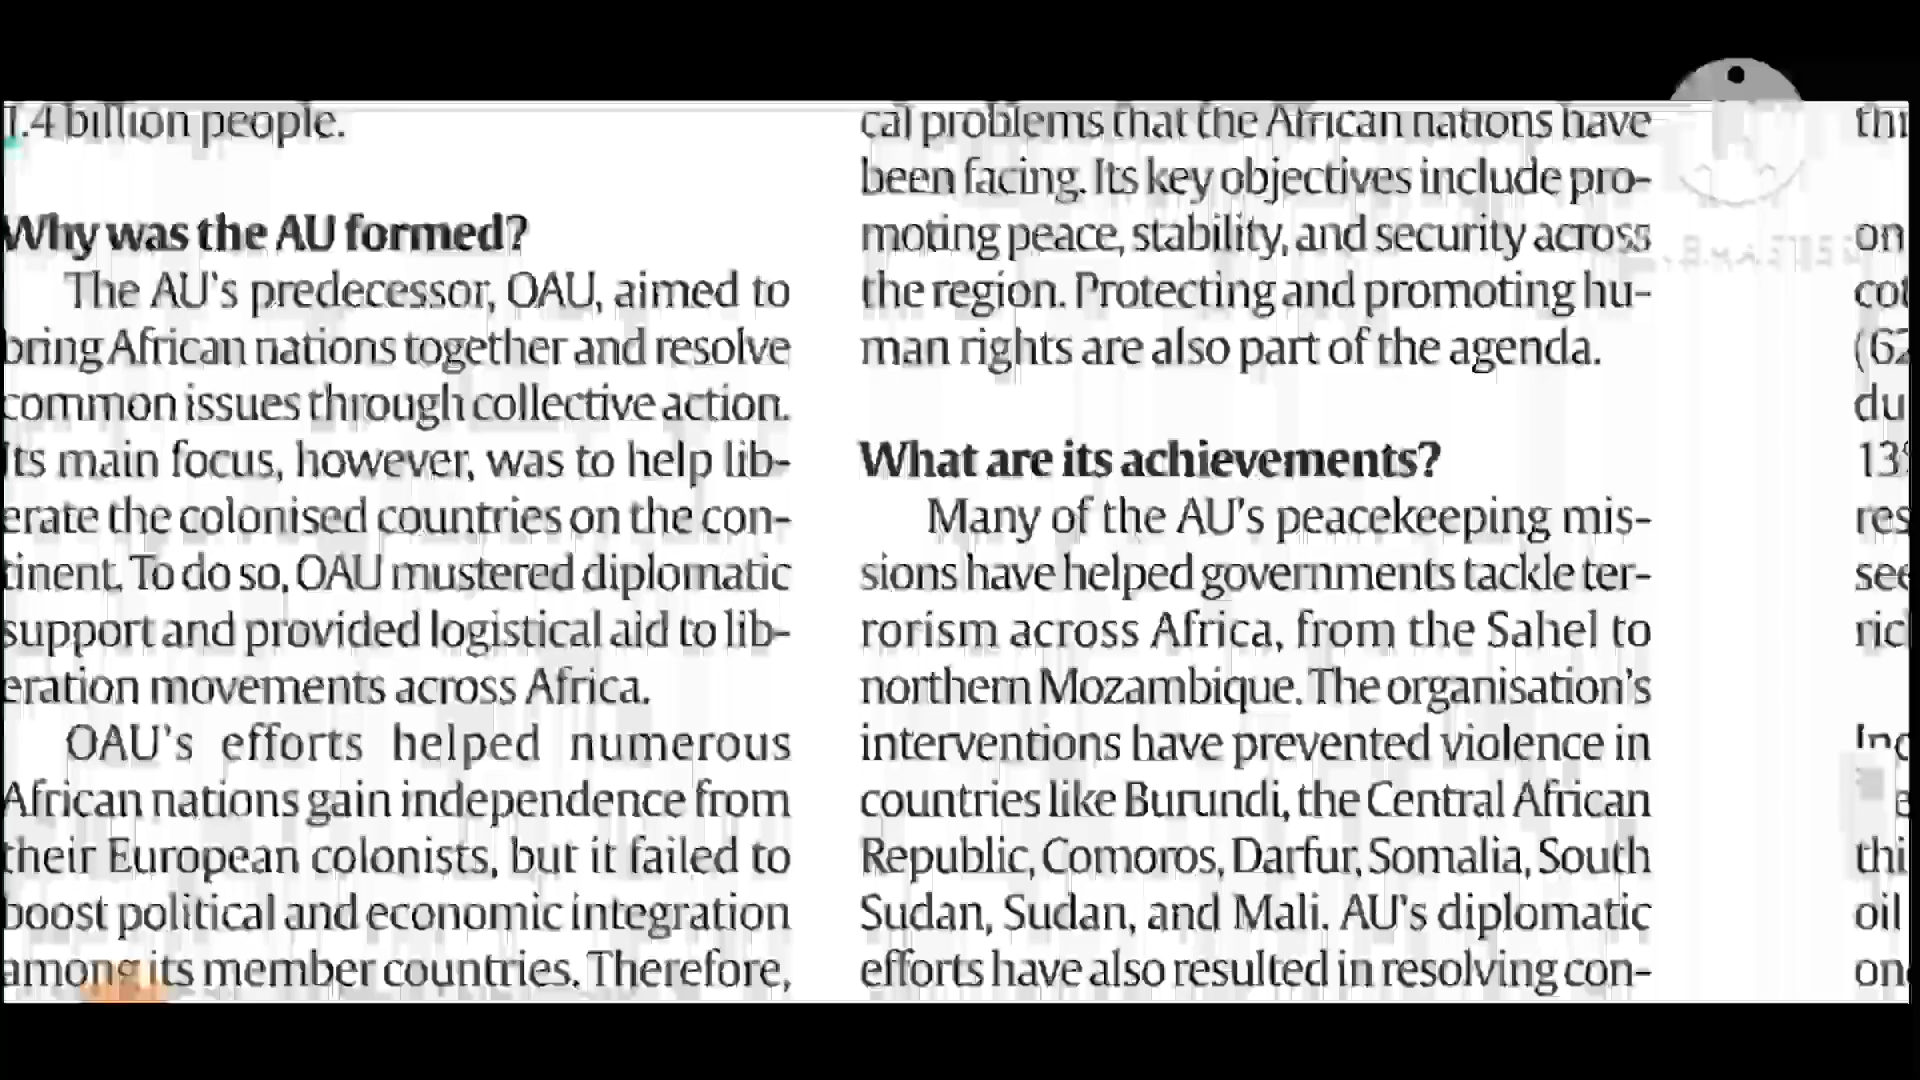 1.4 billion people.
Why was the AU formed?
The AU's predecessor, OAU, aimed to
bring African nations together and resolve
common issues through collective action.
Its main focus, however, was to help lib-
erate the colonised countries on the con-
tinent. To do so, OAU mustered diplomatic
support and provided logistical aid to lib-
eration movements across Africa.
OAU's efforts helped numerous
African nations gain independence from
their European colonists, but it failed to
boost political and economic integration
among its member countries. Therefore,
cal problems that the African nations have
been facing. Its key objectives include pro-
moting peace, stability, and security across
the region. Protecting and promoting hu-
man rights are also part of the agenda.
What are its achievements?
Many of the AU's peacekeeping mis-
sions have helped governments tackle ter-
rorism across Africa, from the Sahel to
northern Mozambique. The organisation's
interventions have prevented violence in
countries like Burundi, the Central African
Republic, Comoros, Darfur, Somalia, South
Sudan, Sudan, and Mali. AU's diplomatic
efforts have also resulted in resolving con-
on
du
res
oil